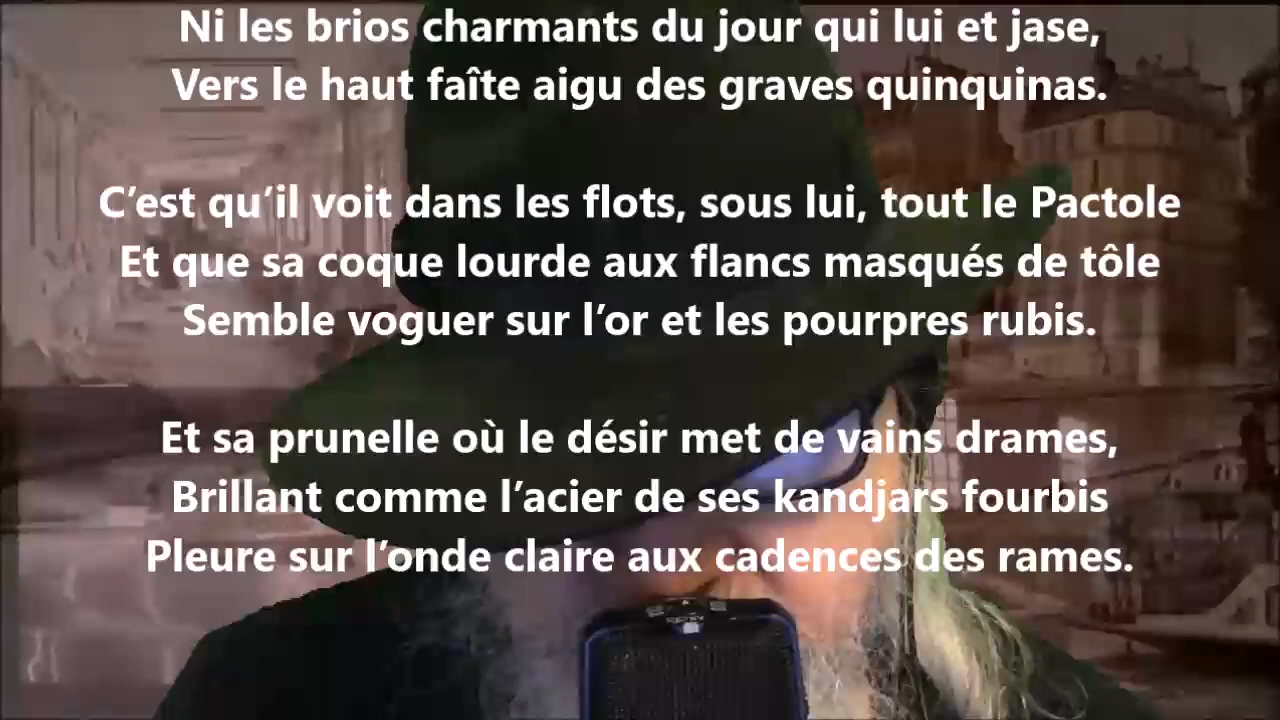 Ni les brios charmants du jour qui lui et jase,
Vers le haut faîte aigu des graves quinquinas.
C’est qu’il voit dans les flots, sous lui, tout le Pactole
Et que sa coque lourde aux flancs masqués de tôle
Semble voguer sur l’or et les pourpres rubis.
Et sa prunelle où le désir met de vains drames,
Brillant comme l’acier de ses kandjars fourbis
Pleure sur l’onde claire aux cadences des rames.